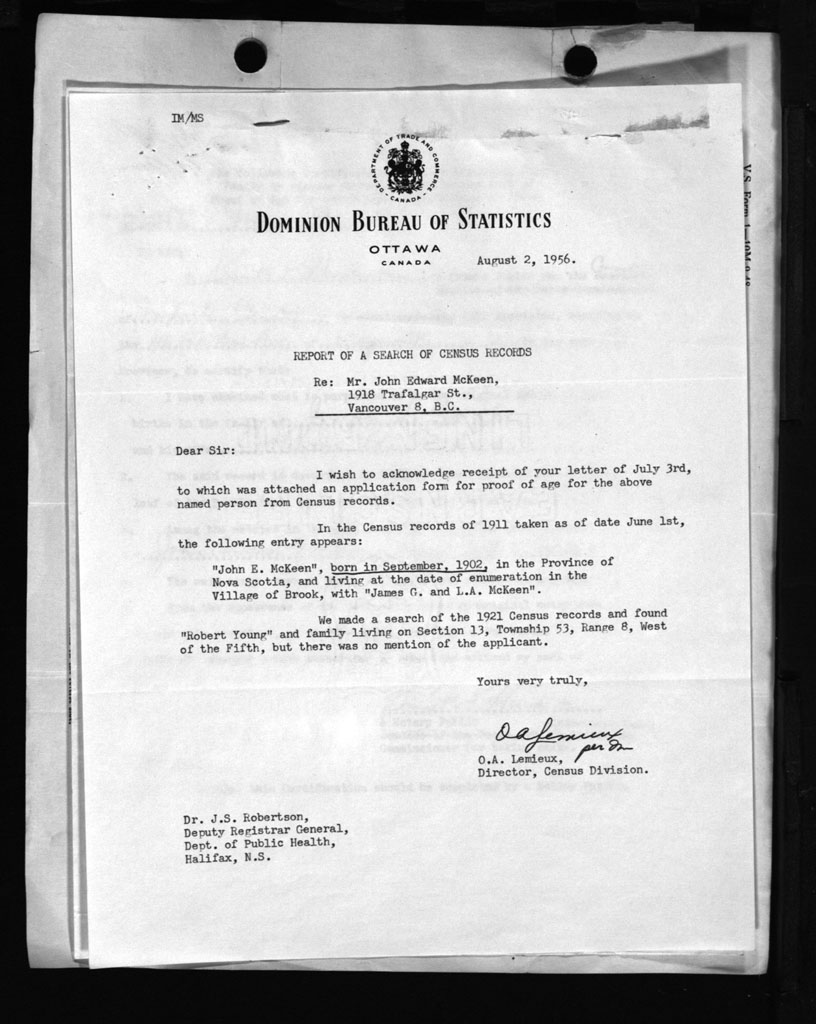 IM/MS
DEPARTMENT OF TRADE AND COMMERCE
- CANADA -
DOMINION BUREAU OF STATISTICS
OTTAWA
CANADA
August 2, 1956.
REPORT OF A SEARCH OF CENSUS RECORDS
Re: Mr. John Edward McKeen,
1918 Trafalgar St.,
Vancouver 8, B.C.
Dear Sir:
I wish to acknowledge receipt of your letter of July 3rd,
to which was attached an application form for proof of age for the above
named person from Census records.
In the Census records of 1911 taken as of date June 1st,
the following entry appears:
"John E. McKeen", born in September, 1902, in the Province of
Nova Scotia, and living at the date of enumeration in the
Village of Brook, with "James G. and L.A. McKeen".
We made a search of the 1921 Census records and found
"Robert Young" and family living on Section 13, Township 53, Range 8, West
of the Fifth, but there was no mention of the applicant.
Yours very truly,
O A Lemieux
per
O.A. Lemieux,
Director, Census Division.
Dr. J.S. Robertson,
Deputy Registrar General,
Dept. of Public Health,
Halifax, N.S.
V.S. Form